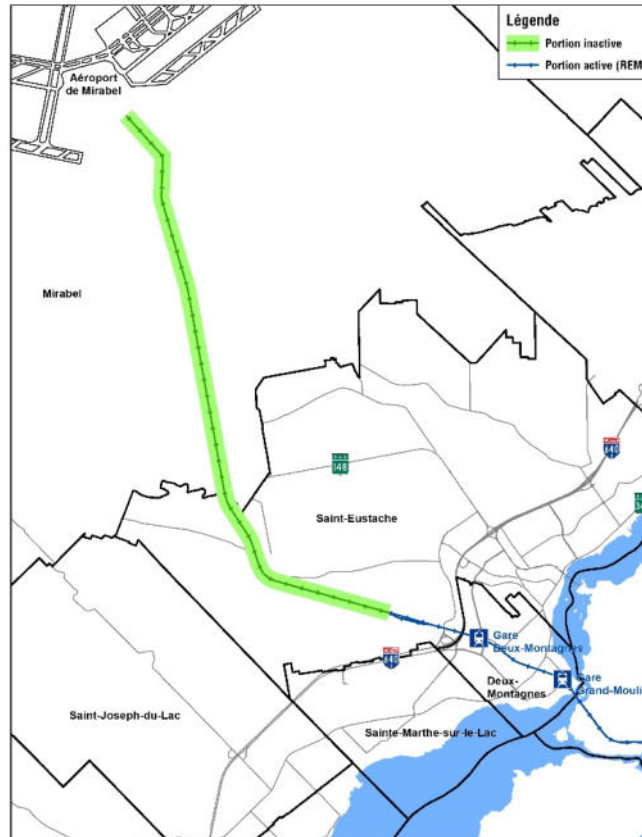 Légende
Portion inactive
Portion active (REM
Aéroport
de Mirabel
Mirabel
640
148
Saint-Eustache
Gare
Deux-Montagnes
640
Deux-
Montagnes
Gare
Grand-Mouli
Saint-Joseph-du-Lac
Sainte-Marthe-sur-le-Lac